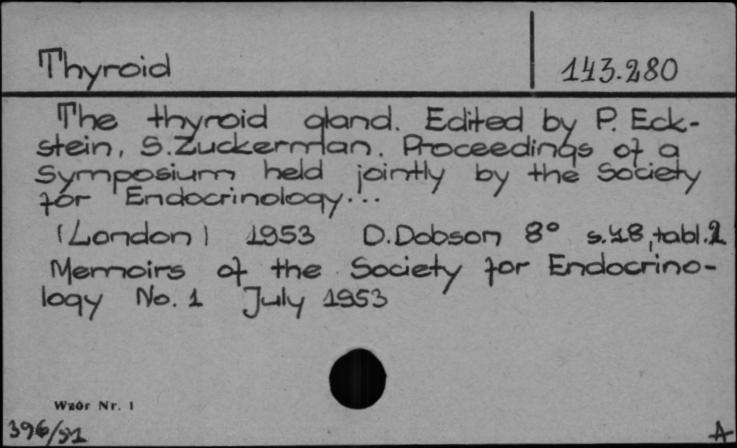 Thyroid 143.280
The thyroid gland. Edited by P. Eck-
stein, S. Zuckerman. Proceedings of a
Symposium held jointly by the Society
for Endocrinology...
(London) 1953 D. Dobson 8° s. 48, tabl. 2
Memoirs of the Society for Endocrino-
logy No. 1 July 1953
Wzór Nr. 1
396/91 A